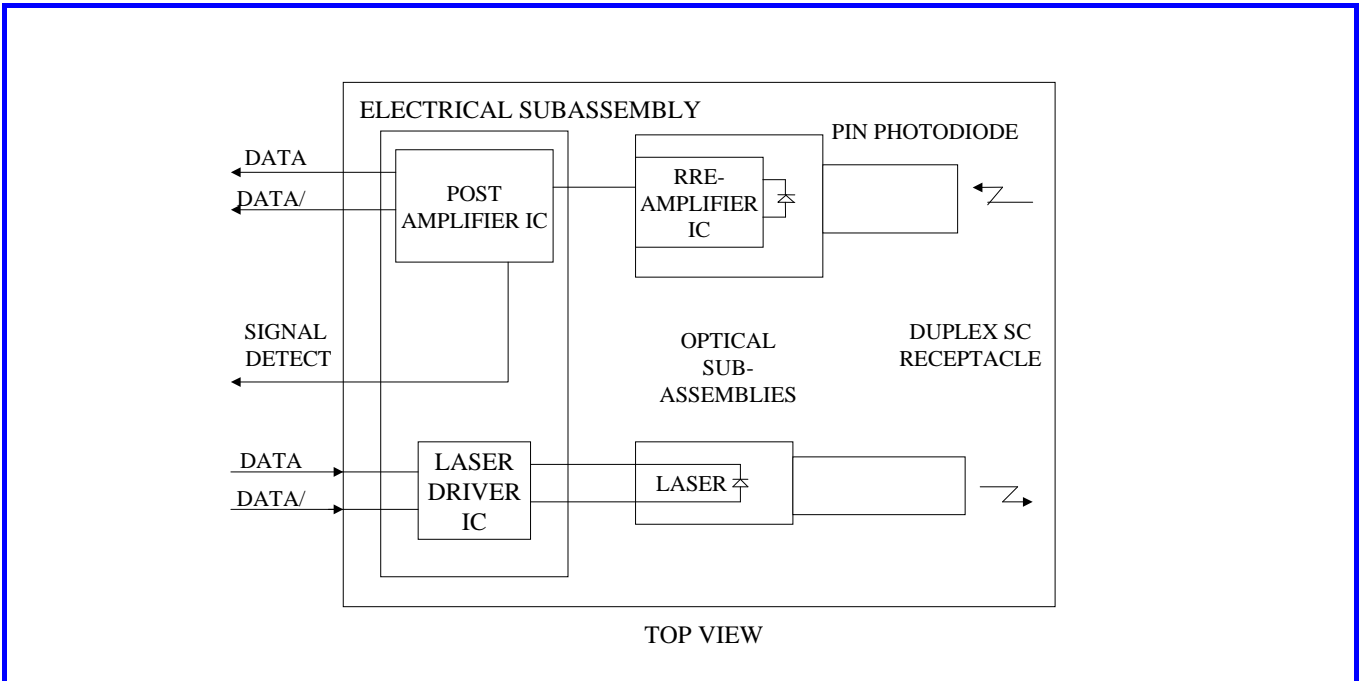 ELECTRICAL SUBASSEMBLY
PIN PHOTODIODE
DATA
DATA/
POST
AMPLIFIER IC
RRE-
AMPLIFIER
IC
SIGNAL
DETECT
OPTICAL
SUB-
ASSEMBLIES
DUPLEX SC
RECEPTACLE
DATA
DATA/
LASER
DRIVER
IC
LASER
TOP VIEW